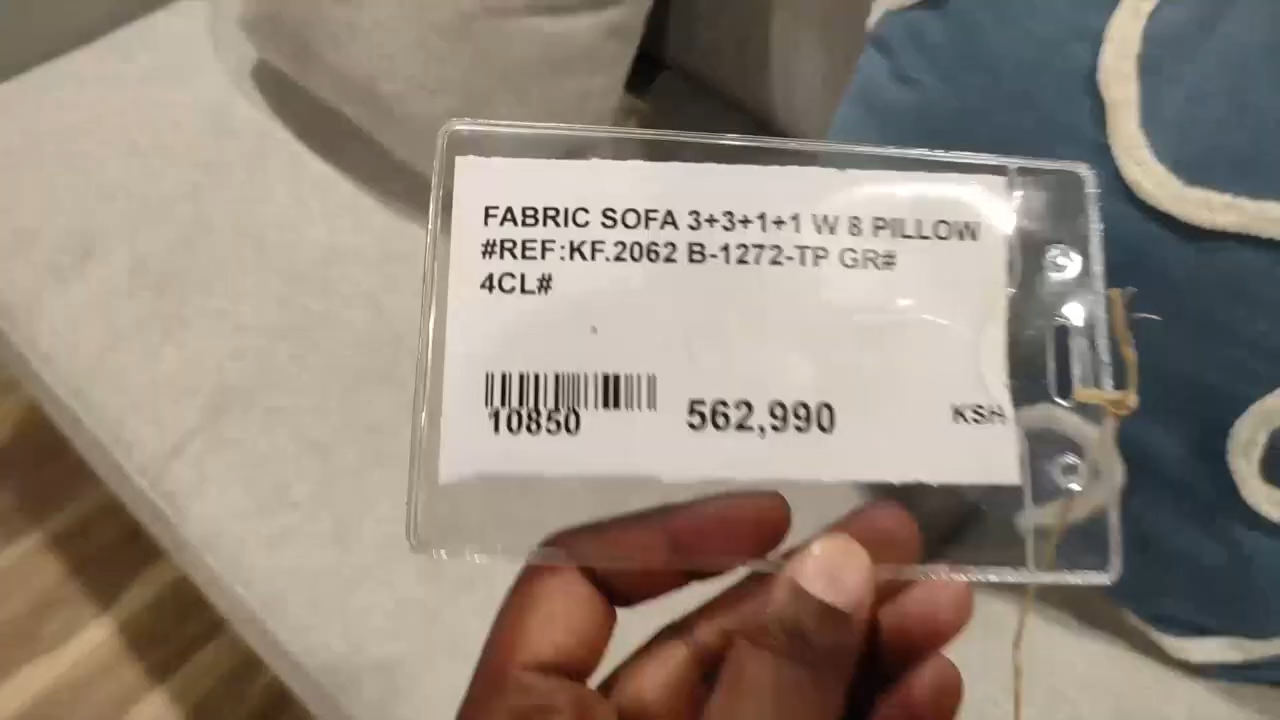 FABRIC SOFA 3+3+1+1 W 8 PILLOW
#REF:KF.2062 B-1272-TP GR#
4CL#
10850 562,990 KSH